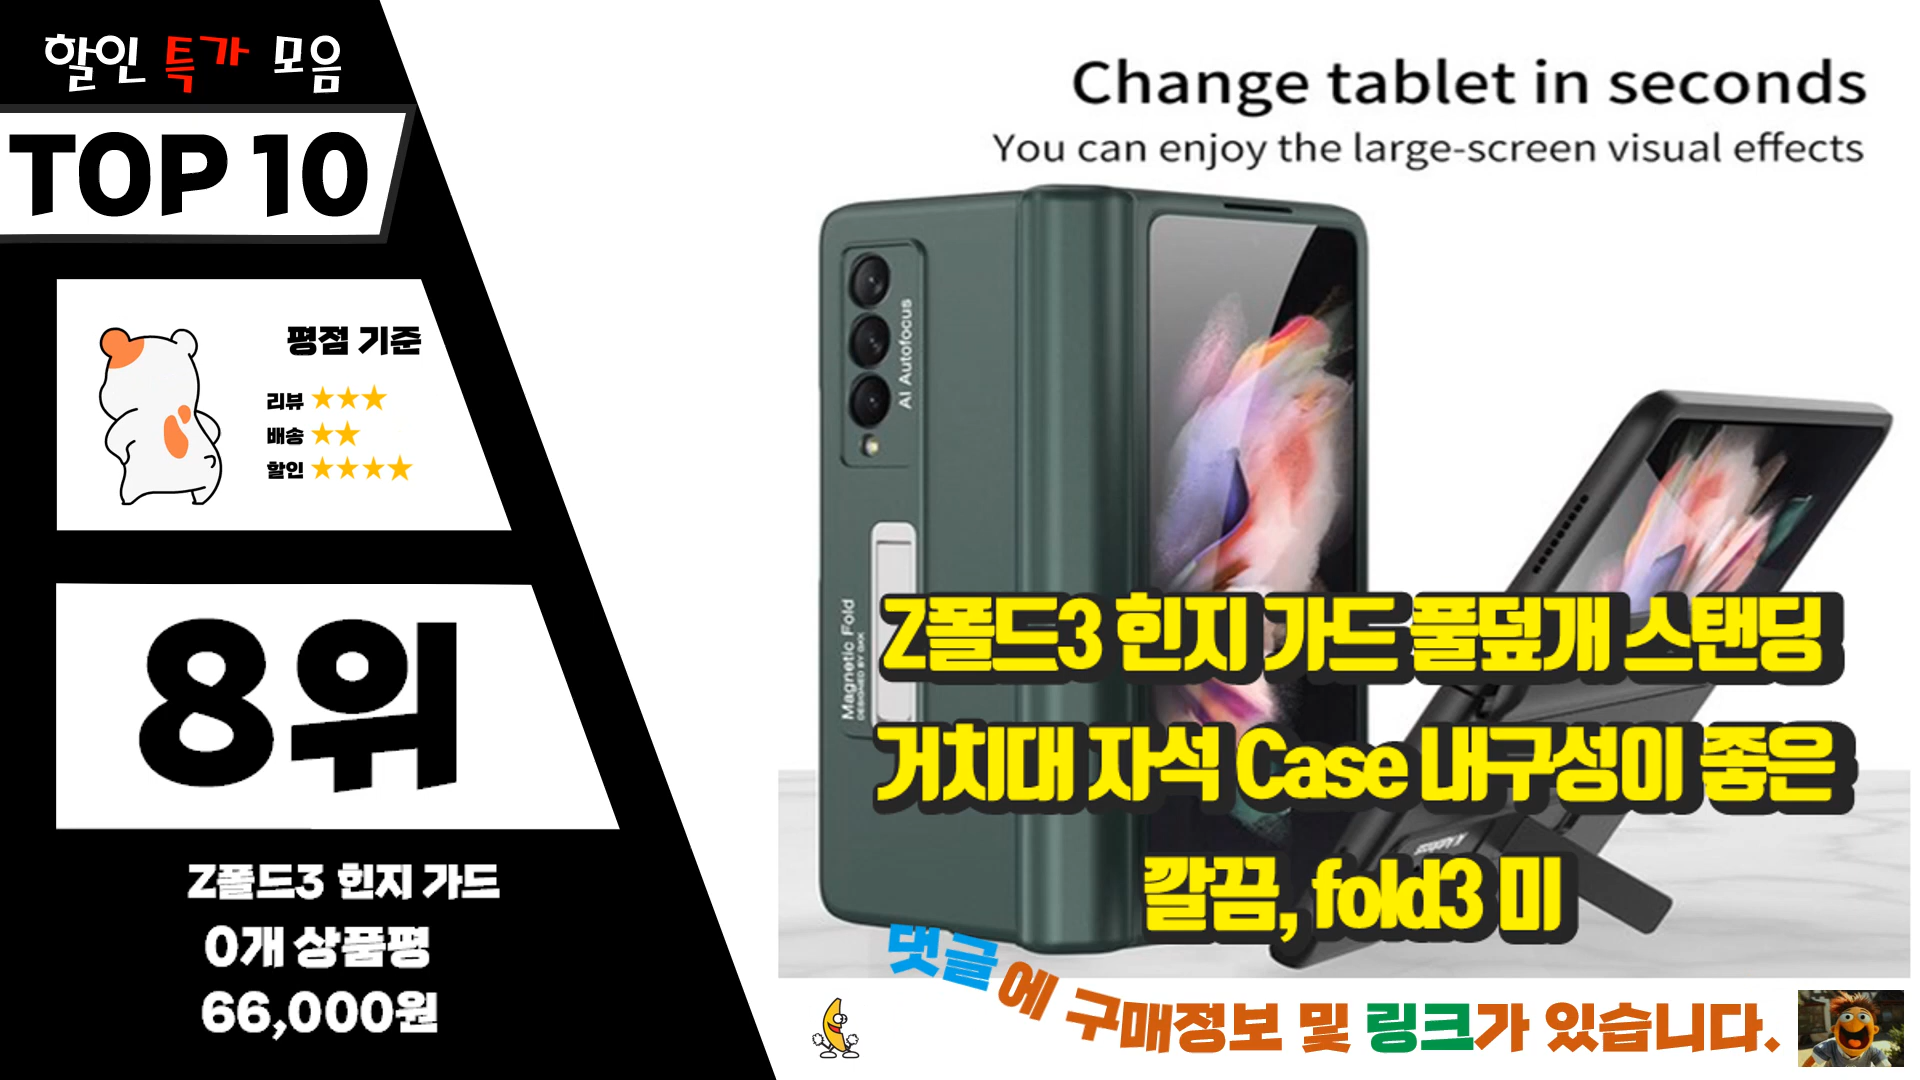 할인 특가 모음
TOP 10
평점 기준
리뷰 ★★★
배송 ★★
할인 ★★★★
8위
Z폴드3 힌지 가드
0개 상품평
66,000원
Change tablet in seconds
You can enjoy the large-screen visual effects
AI Autofocus
Magnetic Fold
DESIGNED BY GKK
Z폴드3 힌지 가드 풀덮개 스탠딩
거치대 자석 Case 내구성이 좋은
깔끔, fold3 미
댓글에 구매정보 및 링크가 있습니다.